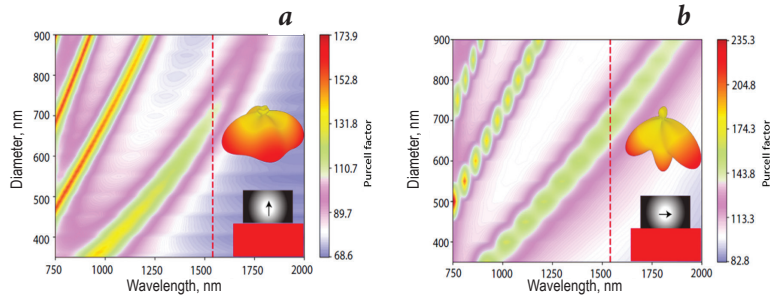 a
b
900
800
700
600
500
400
Diameter, nm
750 1000 1250 1500 1750 2000
Wavelength, nm
173.9
152.8
131.8
110.7
89.7
68.6
Purcell factor
900
800
700
600
500
400
Diameter, nm
750 1000 1250 1500 1750 2000
Wavelength, nm
235.3
204.8
174.3
143.8
113.3
82.8
Purcell factor